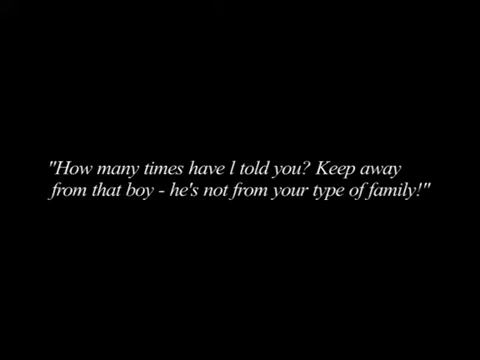 "How many times have I told you? Keep away
from that boy - he's not from your type of family!"